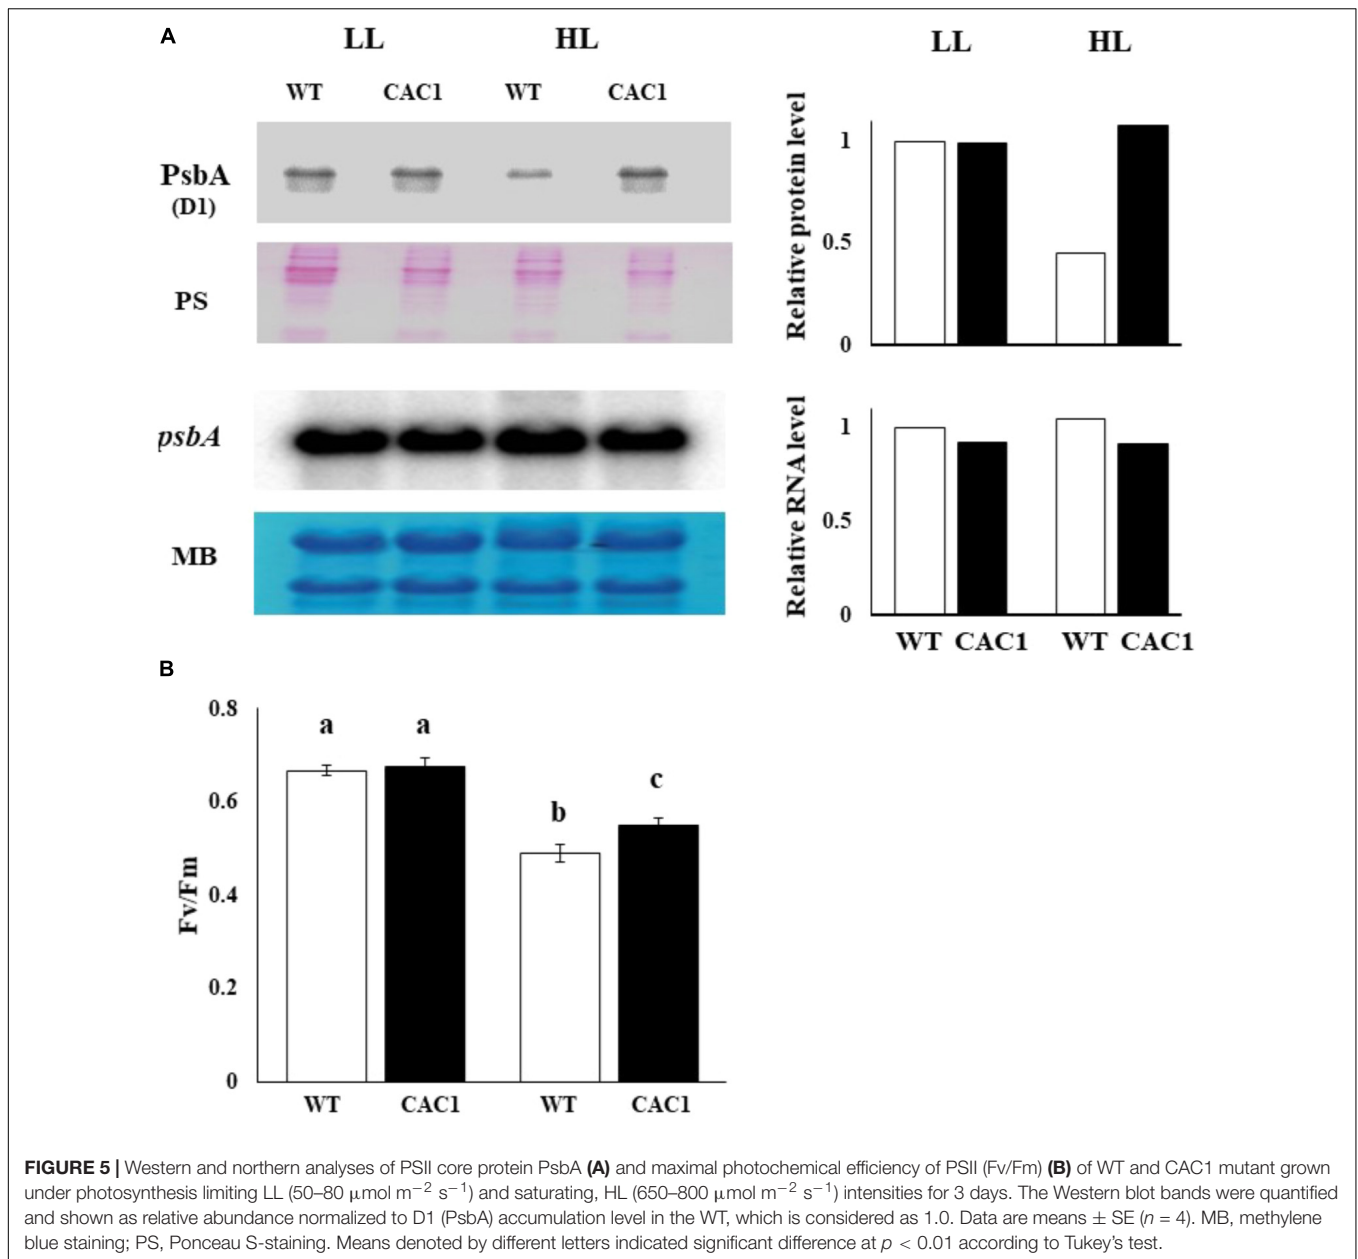 A
LL HL
WT CAC1 WT CAC1
PsbA
(D1)
PS
psbA
MB
LL HL
Relative protein level
1
0.5
0
Relative RNA level
1
0.5
0
WT CAC1 WT CAC1
B
Fv/Fm
0.8
0.6
0.4
0.2
0
a a b c
WT CAC1 WT CAC1
FIGURE 5 | Western and northern analyses of PSII core protein PsbA (A) and maximal photochemical efficiency of PSII (Fv/Fm) (B) of WT and CAC1 mutant grown
under photosynthesis limiting LL (50–80 μmol m−2 s−1) and saturating, HL (650–800 μmol m−2 s−1) intensities for 3 days. The Western blot bands were quantified
and shown as relative abundance normalized to D1 (PsbA) accumulation level in the WT, which is considered as 1.0. Data are means ± SE (n = 4). MB, methylene
blue staining; PS, Ponceau S-staining. Means denoted by different letters indicated significant difference at p < 0.01 according to Tukey's test.